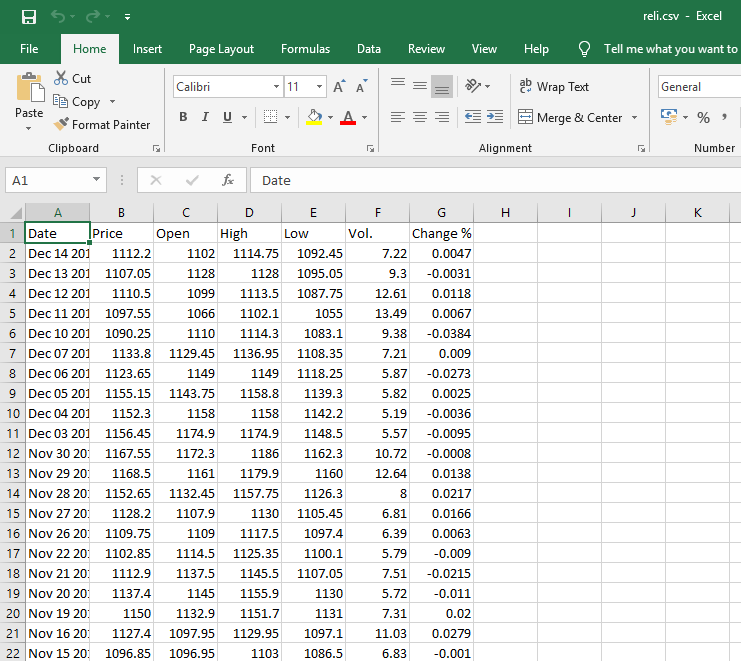 reli.csv - Excel
File Home Insert Page Layout Formulas Data Review View Help Tell me what you want to
Cut
Copy
Format Painter
Paste
Calibri 11 A A
B I U A
Wrap Text
Merge & Center
General
% ,
Clipboard Font Alignment Number
A1 fx Date
A B C D E F G H I J K
1 Date Price Open High Low Vol. Change %
2 Dec 14 201 1112.2 1102 1114.75 1092.45 7.22 0.0047
3 Dec 13 201 1107.05 1128 1128 1095.05 9.3 -0.0031
4 Dec 12 201 1110.5 1099 1113.5 1087.75 12.61 0.0118
5 Dec 11 201 1097.55 1066 1102.1 1055 13.49 0.0067
6 Dec 10 201 1090.25 1110 1114.3 1083.1 9.38 -0.0384
7 Dec 07 201 1133.8 1129.45 1136.95 1108.35 7.21 0.009
8 Dec 06 201 1123.65 1149 1149 1118.25 5.87 -0.0273
9 Dec 05 201 1155.15 1143.75 1158.8 1139.3 5.82 0.0025
10 Dec 04 201 1152.3 1158 1158 1142.2 5.19 -0.0036
11 Dec 03 201 1156.45 1174.9 1174.9 1148.5 5.57 -0.0095
12 Nov 30 20 1167.55 1172.3 1186 1162.3 10.72 -0.0008
13 Nov 29 20 1168.5 1161 1179.9 1160 12.64 0.0138
14 Nov 28 20 1152.65 1132.45 1157.75 1126.3 8 0.0217
15 Nov 27 20 1128.2 1107.9 1130 1105.45 6.81 0.0166
16 Nov 26 20 1109.75 1109 1117.5 1097.4 6.39 0.0063
17 Nov 22 20 1102.85 1114.5 1125.35 1100.1 5.79 -0.009
18 Nov 21 20 1112.9 1137.5 1145.5 1107.05 7.51 -0.0215
19 Nov 20 20 1137.4 1145 1155.9 1130 5.72 -0.011
20 Nov 19 20 1150 1132.9 1151.7 1131 7.31 0.02
21 Nov 16 20 1127.4 1097.95 1129.95 1097.1 11.03 0.0279
22 Nov 15 20 1096.85 1096.95 1103 1086.5 6.83 -0.001